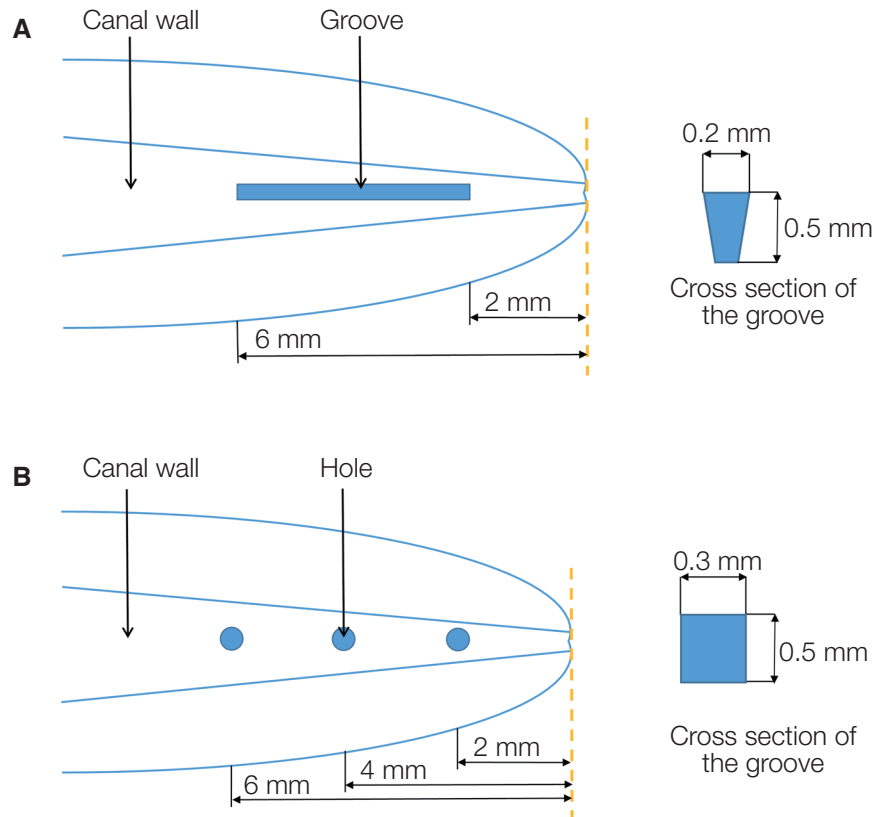 A
Canal wall
Groove
0.2 mm
0.5 mm
Cross section of
the groove
2 mm
6 mm
B
Canal wall
Hole
0.3 mm
0.5 mm
Cross section of
the groove
2 mm
4 mm
6 mm